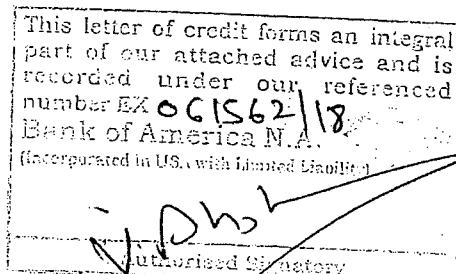 This letter of credit forms an integral
part of our attached advice and is
recorded under our referenced
number EX 061562/18
Bank of America N.A.
(Incorporated in US., with Limited Liability)
Authorised Signatory